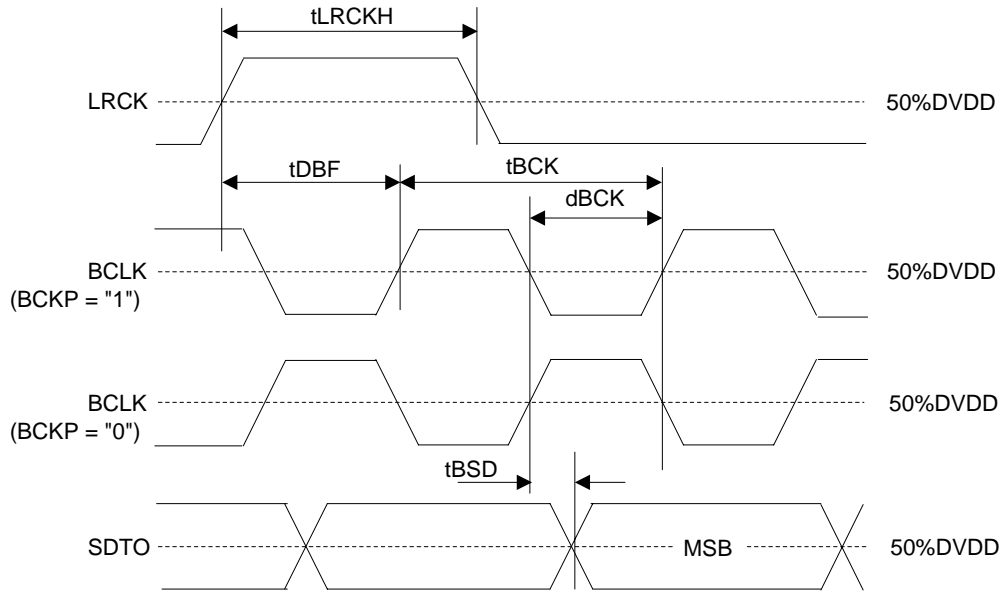 tLRCKH
LRCK
50%DVDD
tDBF
tBCK
dBCK
BCLK
(BCKP = "1")
50%DVDD
BCLK
(BCKP = "0")
50%DVDD
tBSD
SDTO
MSB
50%DVDD